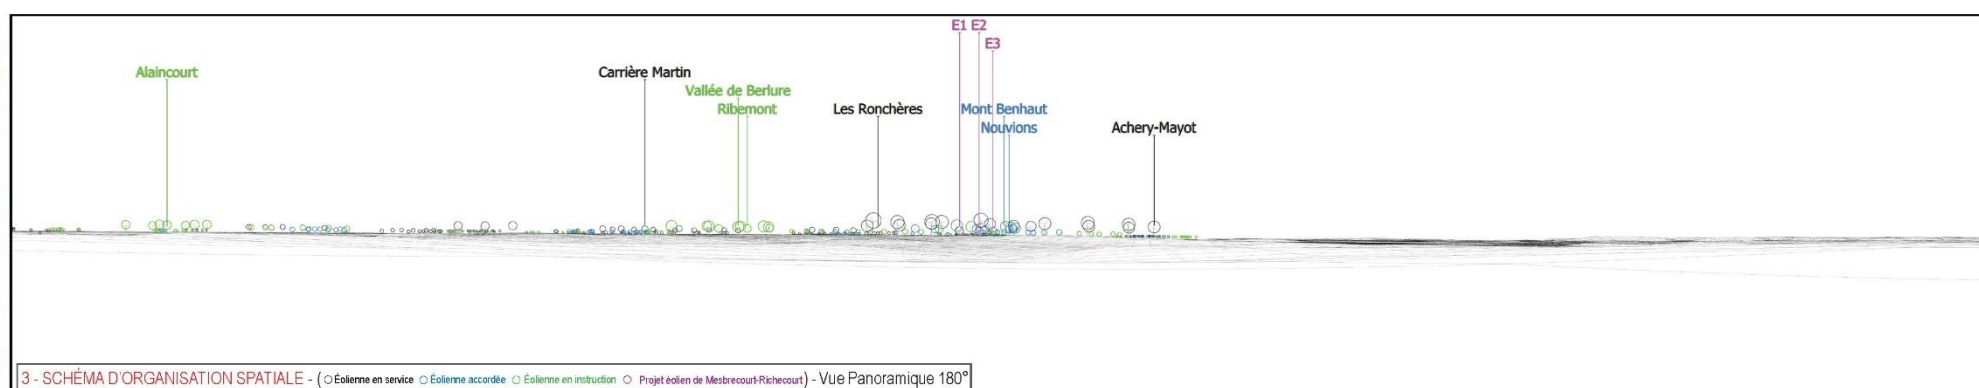 E1 E2
E3
Alaincourt
Carrière Martin
Vallée de Berlure
Ribemont
Les Ronchères
Mont Benhaut
Nouvions
Achery-Mayot
3 - SCHÉMA D'ORGANISATION SPATIALE - ( Éolienne en service Éolienne accordée Éolienne en instruction Projet éolien de Mesbrecourt-Richecourt) - Vue Panoramique 180°